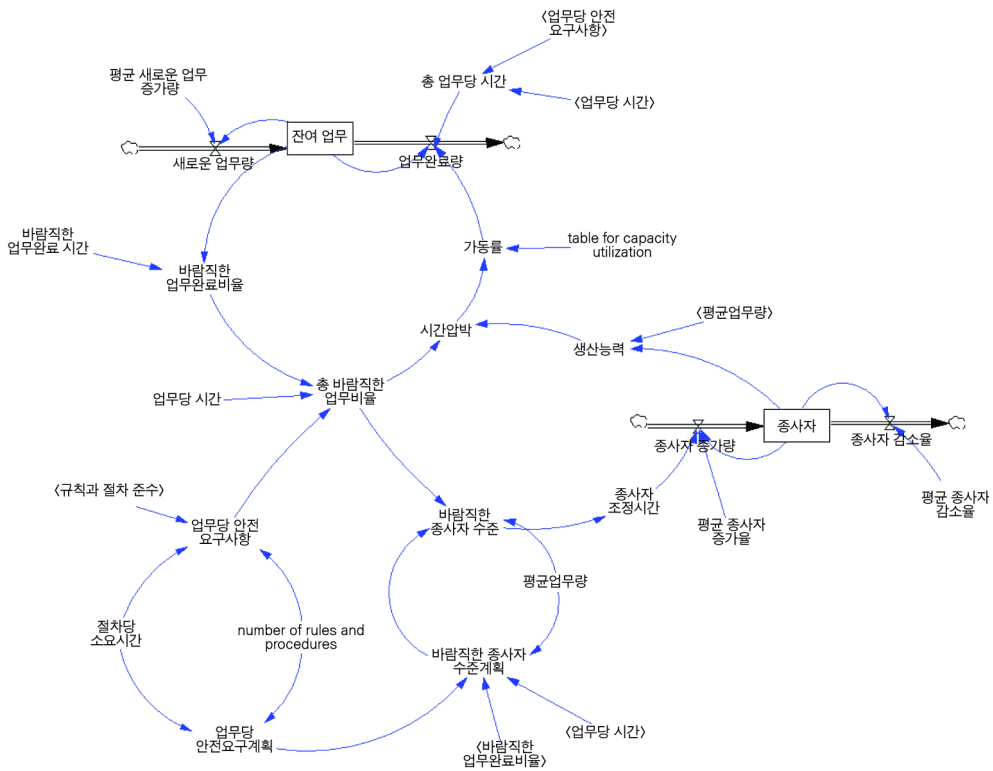 〈업무당 안전
요구사항〉
평균 새로운 업무
증가량
총 업무당 시간
〈업무당 시간〉
잔여 업무
새로운 업무량
업무완료량
바람직한
업무완료 시간
가동률
table for capacity
utilization
바람직한
업무완료비율
〈평균업무량〉
시간압박
생산능력
총 바람직한
업무비율
업무당 시간
종사자
종사자 증가량
종사자 감소율
〈규칙과 절차 준수〉
종사자
조정시간
평균 종사자
감소율
바람직한
종사자 수준
평균 종사자
증가율
업무당 안전
요구사항
평균업무량
절차당
소요시간
number of rules and
procedures
바람직한 종사자
수준계획
업무당
안전요구계획
〈업무당 시간〉
〈바람직한
업무완료비율〉